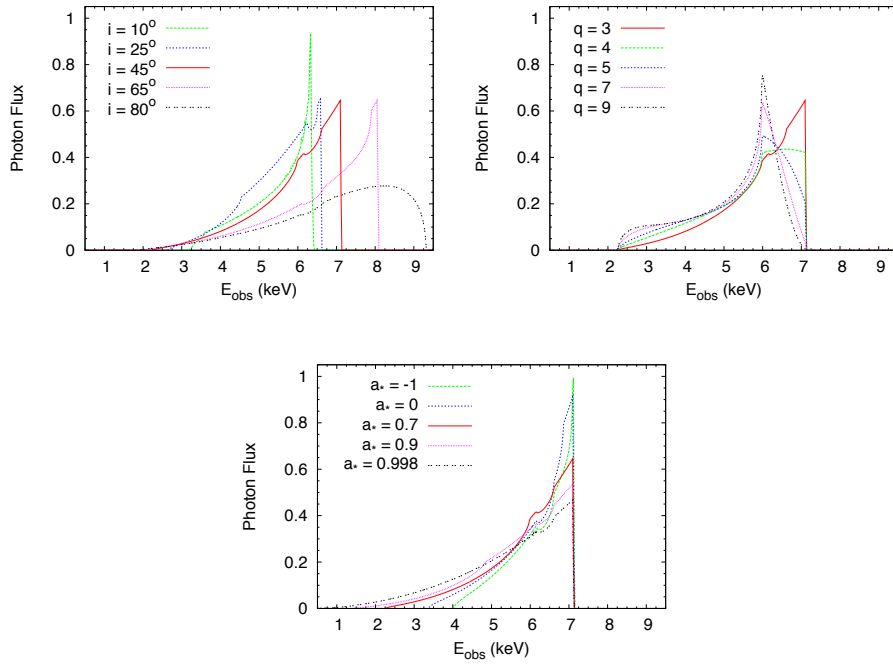 i = 10°
i = 25°
i = 45°
i = 65°
i = 80°
Photon Flux
1
0.8
0.6
0.4
0.2
0
1 2 3 4 5 6 7 8 9
E_obs (keV)
q = 3
q = 4
q = 5
q = 7
q = 9
Photon Flux
1
0.8
0.6
0.4
0.2
0
1 2 3 4 5 6 7 8 9
E_obs (keV)
a* = -1
a* = 0
a* = 0.7
a* = 0.9
a* = 0.998
Photon Flux
1
0.8
0.6
0.4
0.2
0
1 2 3 4 5 6 7 8 9
E_obs (keV)